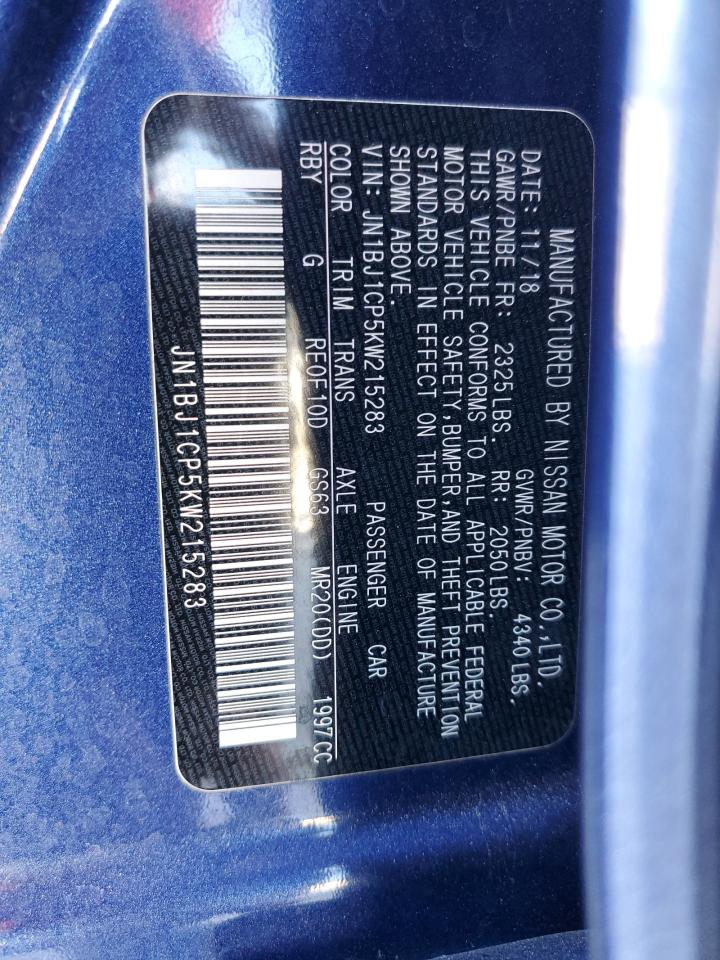 MANUFACTURED BY NISSAN MOTOR CO.,LTD.
DATE: 11/18 GVWR/PNBV: 4340LBS.
GAWR/PNBE FR: 2325LBS. RR: 2050LBS.
THIS VEHICLE CONFORMS TO ALL APPLICABLE FEDERAL
MOTOR VEHICLE SAFETY,BUMPER,AND THEFT PREVENTION
STANDARDS IN EFFECT ON THE DATE OF MANUFACTURE
SHOWN ABOVE.
VIN: JN1BJ1CP5KW215283 PASSENGER CAR
COLOR TRIM TRANS AXLE ENGINE
RBY G REOF10D GS63 MR20(DD) 1997CC
JN1BJ1CP5KW215283